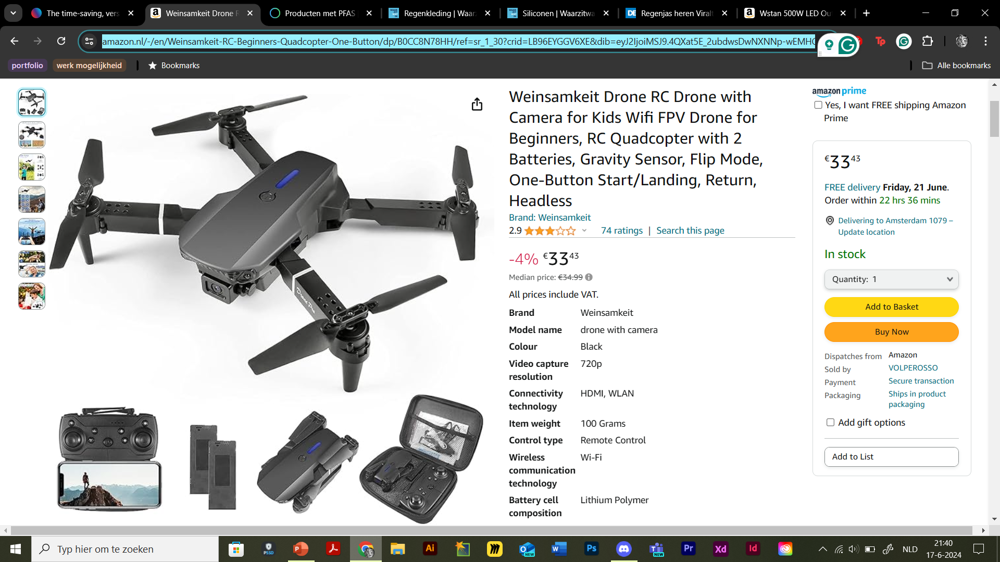 The time-saving, vers
Weinsamkeit Drone R
Producten met PFAS
Regenkleding | Waarz
Siliconen | Waarzitwa
Regenjas heren Viralt
Wstan 500W LED Ou
amazon.nl/-/en/Weinsamkeit-RC-Beginners-Quadcopter-One-Button/dp/B0CC8N78HH/ref=sr_1_30?crid=LB96EYGGV6XE&dib=eyJ2IjoiMSJ9.4QXat5E_2ubdwsDwNXNNp-wEMHC
portfolio
werk mogelijkheid
Bookmarks
Alle bookmarks
Weinsamkeit Drone RC Drone with
Camera for Kids Wifi FPV Drone for
Beginners, RC Quadcopter with 2
Batteries, Gravity Sensor, Flip Mode,
One-Button Start/Landing, Return,
Headless
Brand: Weinsamkeit
2.9
74 ratings | Search this page
-4% €33 43
Median price: €34.99
All prices include VAT.
Brand Weinsamkeit
Model name drone with camera
Colour Black
Video capture resolution 720p
Connectivity technology HDMI, WLAN
Item weight 100 Grams
Control type Remote Control
Wireless communication technology Wi-Fi
Battery cell composition Lithium Polymer
Drone Pro
amazon prime
Yes, I want FREE shipping Amazon
Prime
€33 43
FREE delivery Friday, 21 June.
Order within 22 hrs 36 mins
Delivering to Amsterdam 1079 –
Update location
In stock
Quantity: 1
Add to Basket
Buy Now
Dispatches from Amazon
Sold by VOLPEROSSO
Payment Secure transaction
Packaging Ships in product
packaging
Add gift options
Add to List
Typ hier om te zoeken
NLD
21:40
17-6-2024